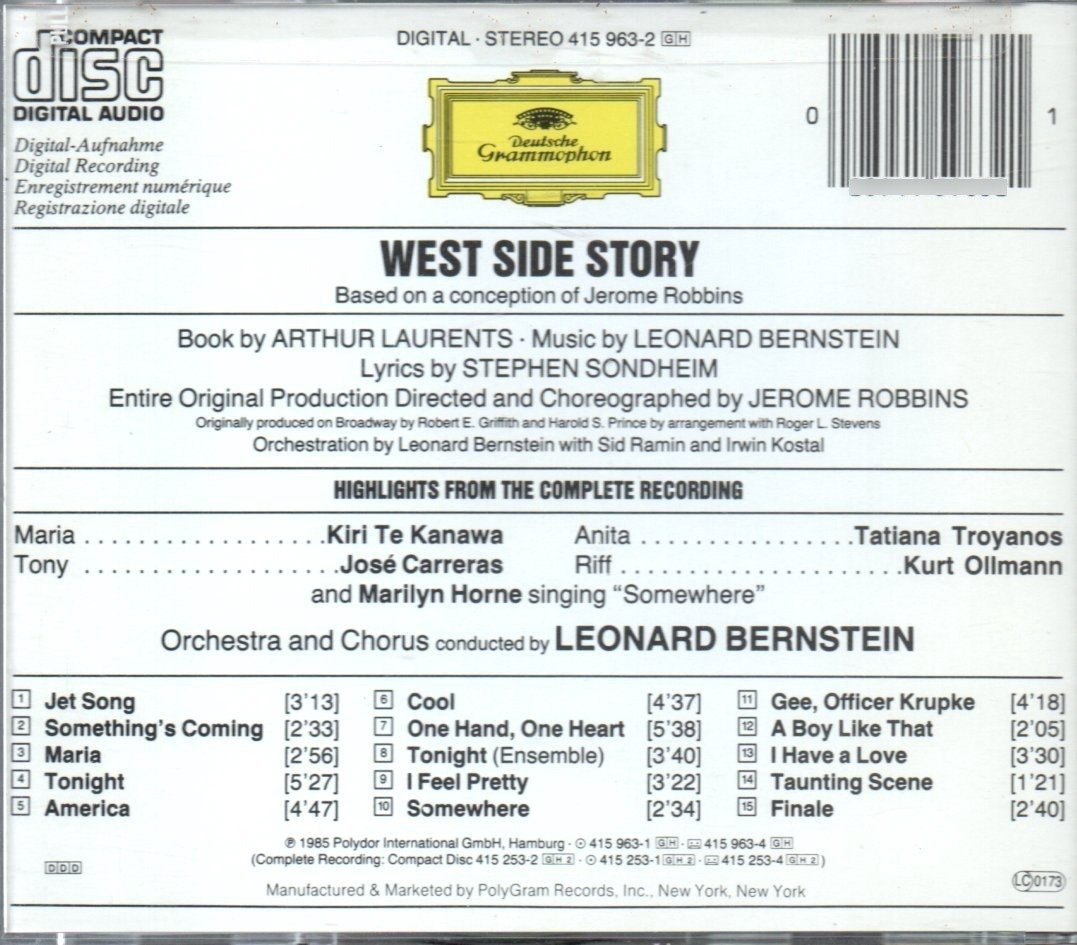 COMPACT
disc
DIGITAL AUDIO
DIGITAL · STEREO 415 963-2 GH
0 1
Digital-Aufnahme
Digital Recording
Enregistrement numérique
Registrazione digitale
Deutsche
Grammophon
WEST SIDE STORY
Based on a conception of Jerome Robbins
Book by ARTHUR LAURENTS · Music by LEONARD BERNSTEIN
Lyrics by STEPHEN SONDHEIM
Entire Original Production Directed and Choreographed by JEROME ROBBINS
Originally produced on Broadway by Robert E. Griffith and Harold S. Prince by arrangement with Roger L. Stevens
Orchestration by Leonard Bernstein with Sid Ramin and Irwin Kostal
HIGHLIGHTS FROM THE COMPLETE RECORDING
Maria . . . . . . . . . . . . . . . . . . .Kiri Te Kanawa Anita . . . . . . . . . . . . . . . . .Tatiana Troyanos
Tony . . . . . . . . . . . . . . . . . . . .José Carreras Riff . . . . . . . . . . . . . . . . . . . . . .Kurt Ollmann
and Marilyn Horne singing “Somewhere”
Orchestra and Chorus conducted by LEONARD BERNSTEIN
1 Jet Song [3'13]
2 Something's Coming [2'33]
3 Maria [2'56]
4 Tonight [5'27]
5 America [4'47]
6 Cool [4'37]
7 One Hand, One Heart [5'38]
8 Tonight (Ensemble) [3'40]
9 I Feel Pretty [3'22]
10 Somewhere [2'34]
11 Gee, Officer Krupke [4'18]
12 A Boy Like That [2'05]
13 I Have a Love [3'30]
14 Taunting Scene [1'21]
15 Finale [2'40]
℗ 1985 Polydor International GmbH, Hamburg · 415 963-1 GH · 415 963-4 GH
(Complete Recording: Compact Disc 415 253-2 GH 2 · 415 253-1 GH 2 · 415 253-4 GH 2)
DDD
Manufactured & Marketed by PolyGram Records, Inc., New York, New York
LC 0173